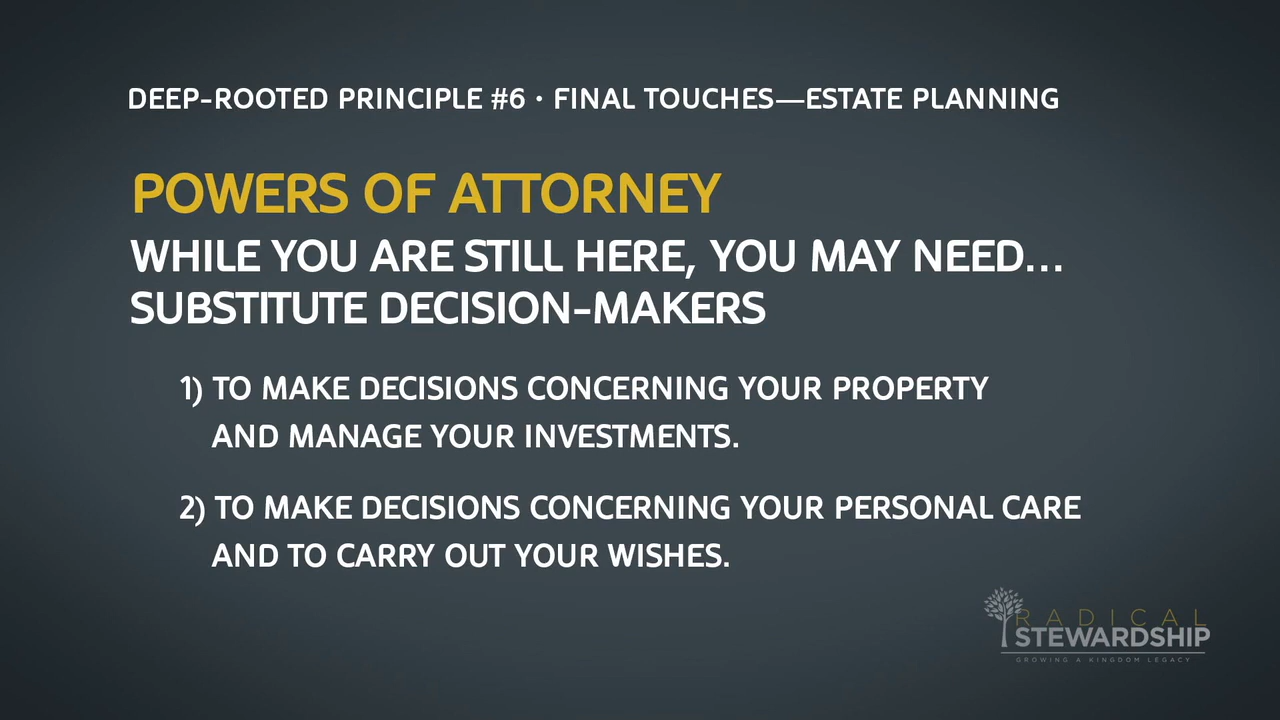 DEEP-ROOTED PRINCIPLE #6 • FINAL TOUCHES—ESTATE PLANNING
POWERS OF ATTORNEY
WHILE YOU ARE STILL HERE, YOU MAY NEED...
SUBSTITUTE DECISION-MAKERS
1) TO MAKE DECISIONS CONCERNING YOUR PROPERTY
AND MANAGE YOUR INVESTMENTS.
2) TO MAKE DECISIONS CONCERNING YOUR PERSONAL CARE
AND TO CARRY OUT YOUR WISHES.
RADICAL
STEWARDSHIP
GROWING A KINGDOM LEGACY